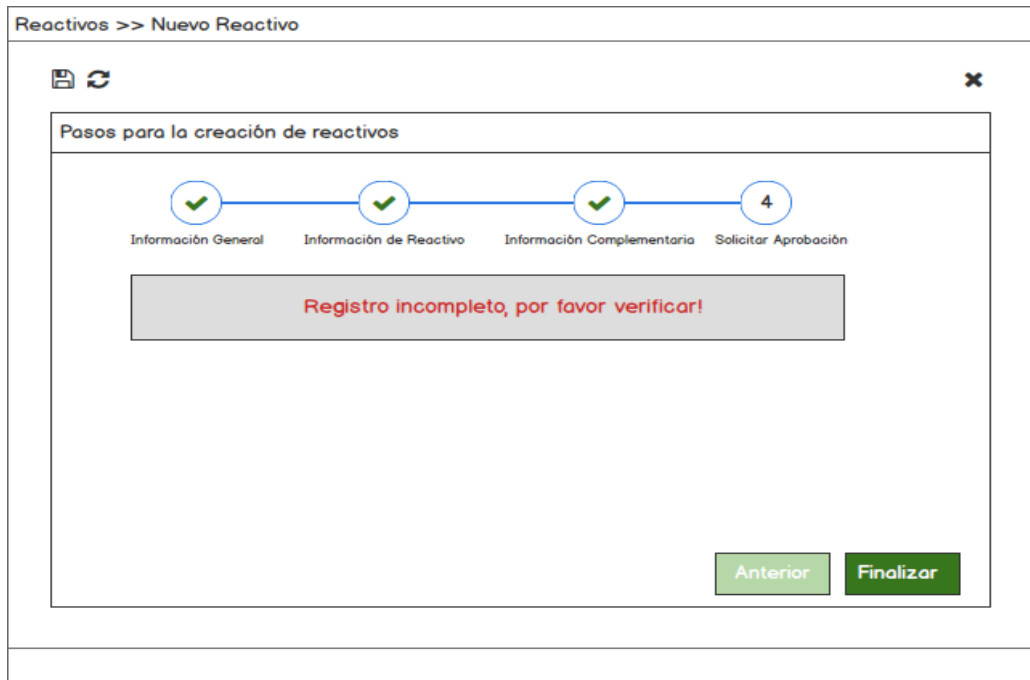 Reactivos >> Nuevo Reactivo
Pasos para la creación de reactivos
4
Información General Información de Reactivo Información Complementaria Solicitar Aprobación
Registro incompleto, por favor verificar!
Anterior Finalizar